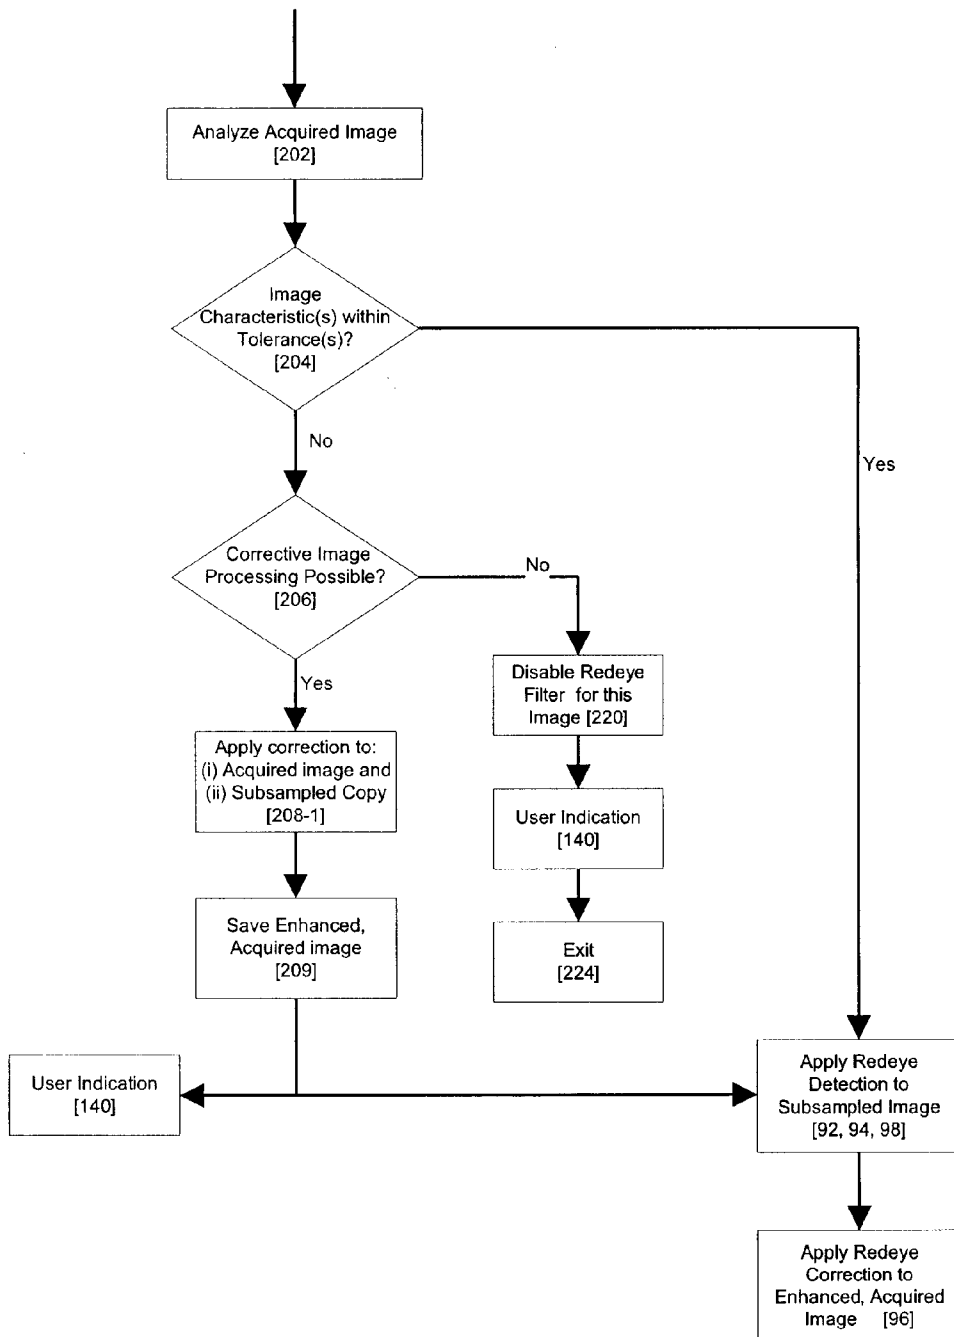 Analyze Acquired Image
[202]
Image
Characteristic(s) within
Tolerance(s)?
[204]
No
Yes
Corrective Image
Processing Possible?
[206]
No
Yes
Disable Redeye
Filter for this
Image [220]
Apply correction to:
(i) Acquired image and
(ii) Subsampled Copy
[208-1]
User Indication
[140]
Save Enhanced,
Acquired image
[209]
Exit
[224]
User Indication
[140]
Apply Redeye
Detection to
Subsampled Image
[92, 94, 98]
Apply Redeye
Correction to
Enhanced, Acquired
Image [96]